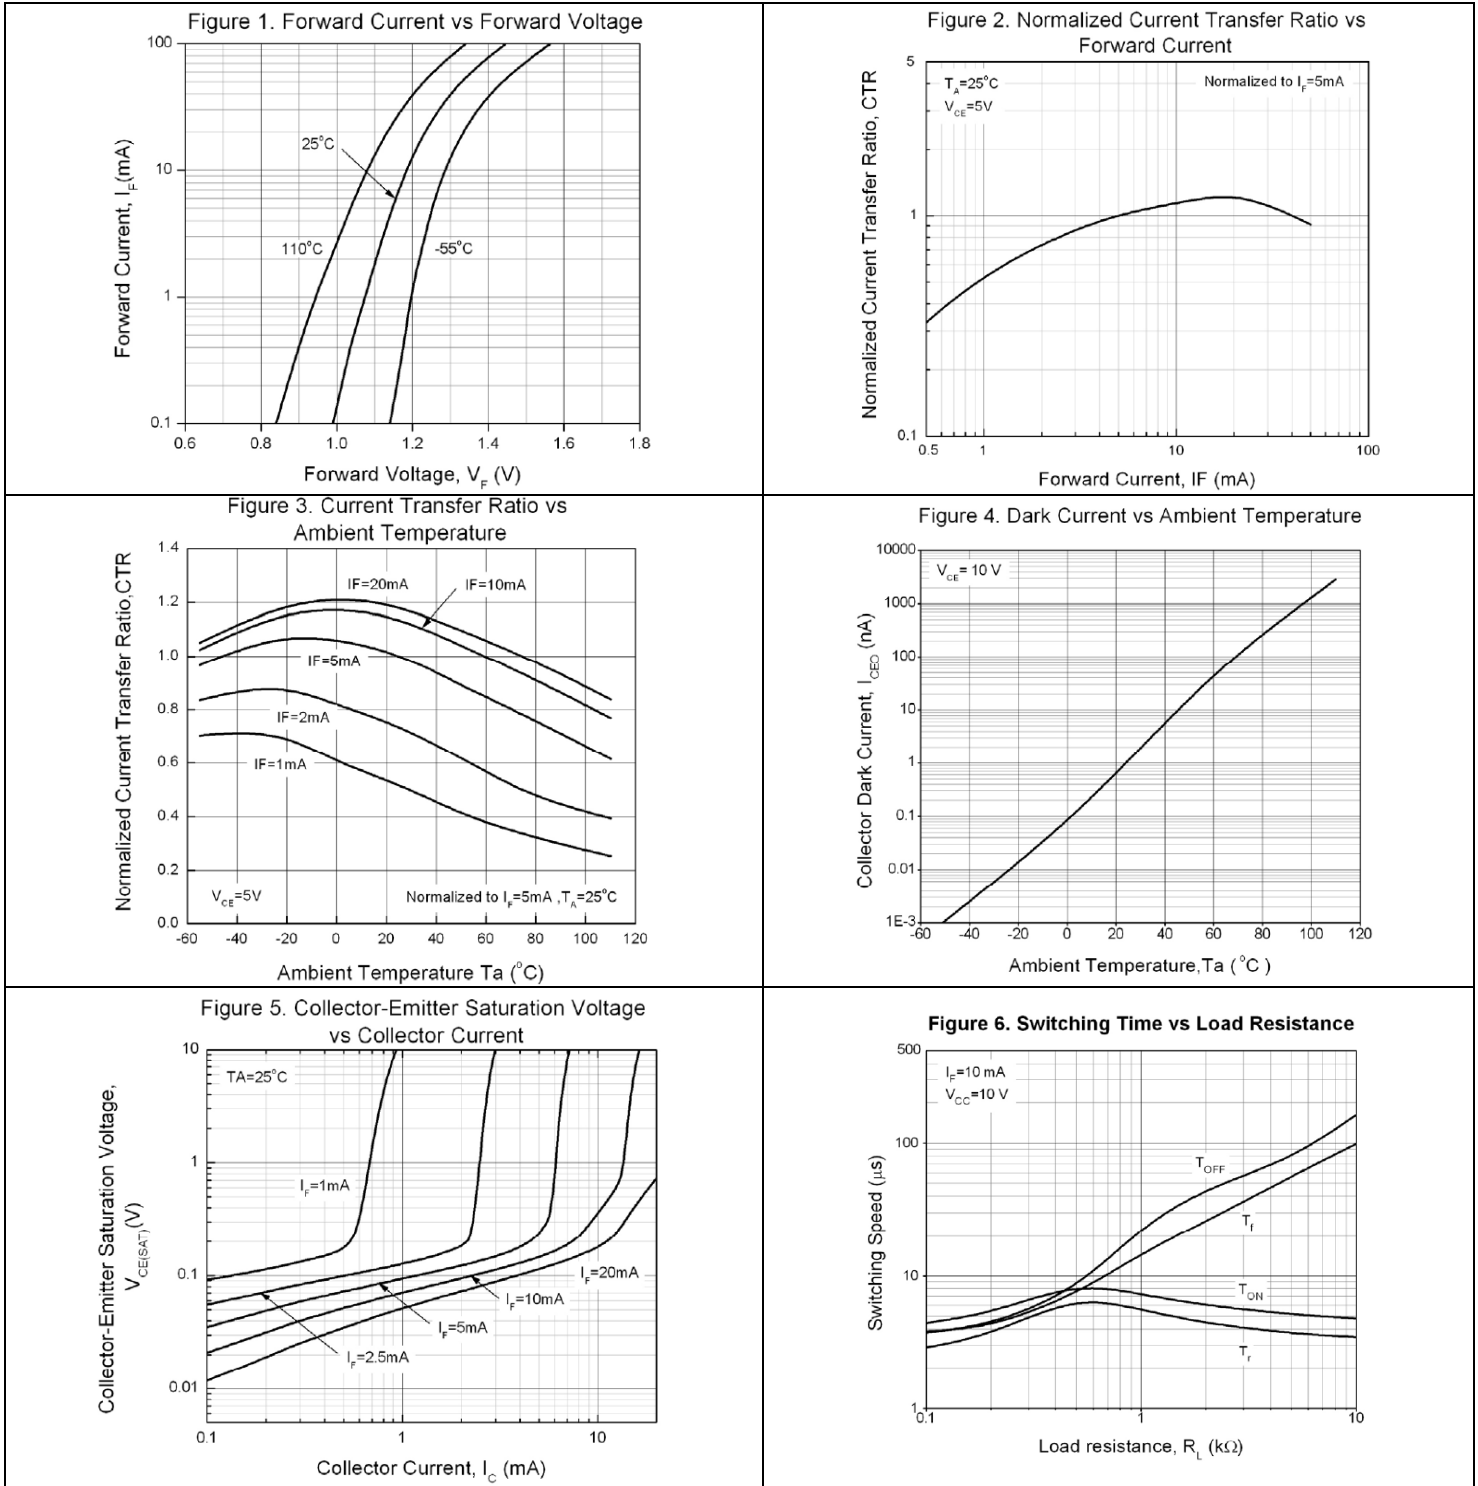 Figure 1. Forward Current vs Forward Voltage
100
10
1
0.1
25°C
110°C
-55°C
Forward Current, IF(mA)
0.6 0.8 1.0 1.2 1.4 1.6 1.8
Forward Voltage, VF (V)
Figure 2. Normalized Current Transfer Ratio vs
Forward Current
5
1
0.1
TA=25°C
VCE=5V
Normalized to IF=5mA
Normalized Current Transfer Ratio, CTR
0.5 1 10 100
Forward Current, IF (mA)
Figure 3. Current Transfer Ratio vs
Ambient Temperature
1.4
1.2
1.0
0.8
0.6
0.4
0.2
0.0
IF=20mA
IF=10mA
IF=5mA
IF=2mA
IF=1mA
VCE=5V
Normalized to IF=5mA ,TA=25°C
Normalized Current Transfer Ratio,CTR
-60 -40 -20 0 20 40 60 80 100 120
Ambient Temperature Ta (°C)
Figure 4. Dark Current vs Ambient Temperature
10000
1000
100
10
1
0.1
0.01
1E-3
VCE= 10 V
Collector Dark Current, ICEO (nA)
-60 -40 -20 0 20 40 60 80 100 120
Ambient Temperature,Ta ( °C )
Figure 5. Collector-Emitter Saturation Voltage
vs Collector Current
10
1
0.1
0.01
TA=25°C
IF=1mA
IF=20mA
IF=10mA
IF=5mA
IF=2.5mA
Collector-Emitter Saturation Voltage,
VCE(SAT)(V)
0.1 1 10
Collector Current, IC (mA)
Figure 6. Switching Time vs Load Resistance
500
100
10
1
IF=10 mA
VCC=10 V
TOFF
Tf
TON
Tr
Switching Speed (μs)
0.1 1 10
Load resistance, RL (kΩ)